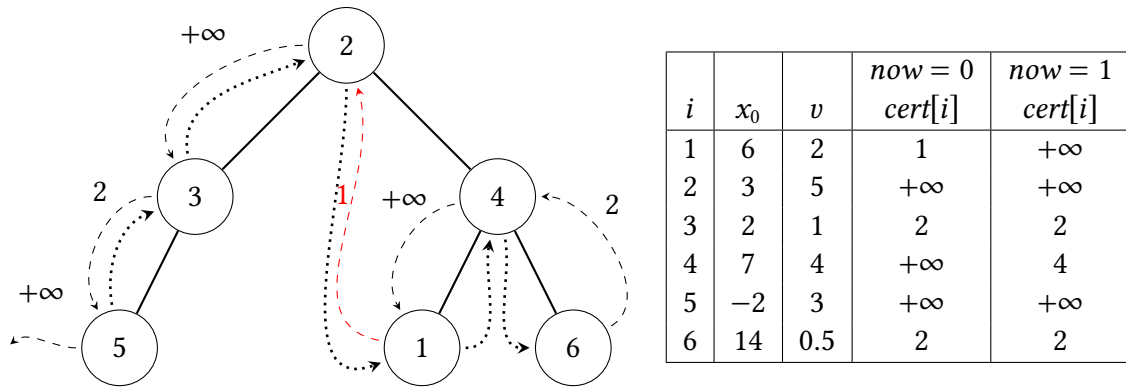 +∞
2
2
3
1
+∞
4
2
+∞
5
1
6
now = 0 now = 1
i x₀ v cert[i] cert[i]
1 6 2 1 +∞
2 3 5 +∞ +∞
3 2 1 2 2
4 7 4 +∞ 4
5 −2 3 +∞ +∞
6 14 0.5 2 2